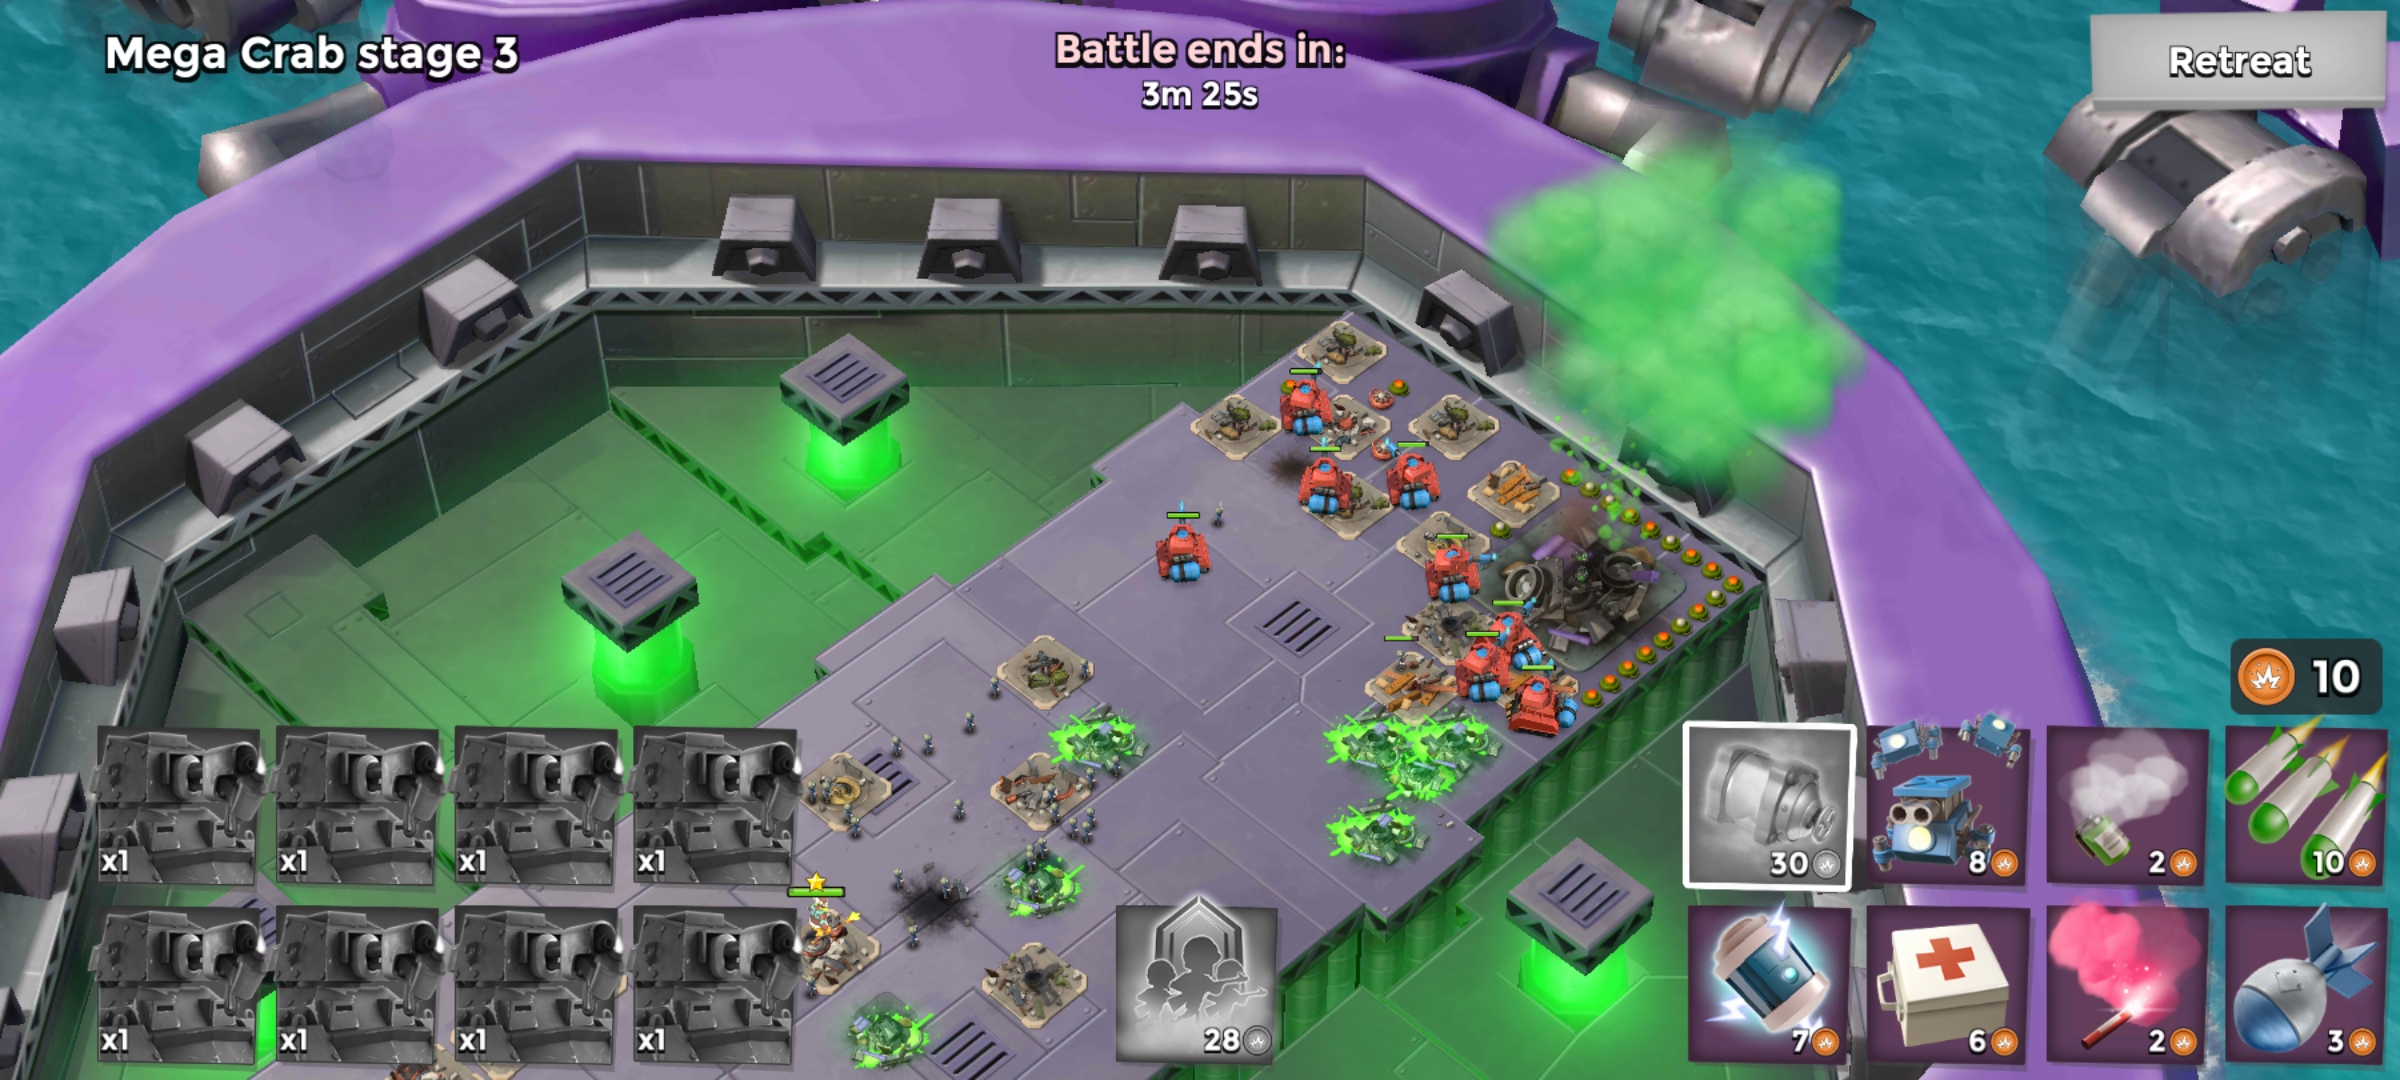 Mega Crab stage 3
Battle ends in:
3m 25s
Retreat
10
x1
x1
x1
x1
30
8
2
10
x1
x1
x1
x1
28
7
6
2
3